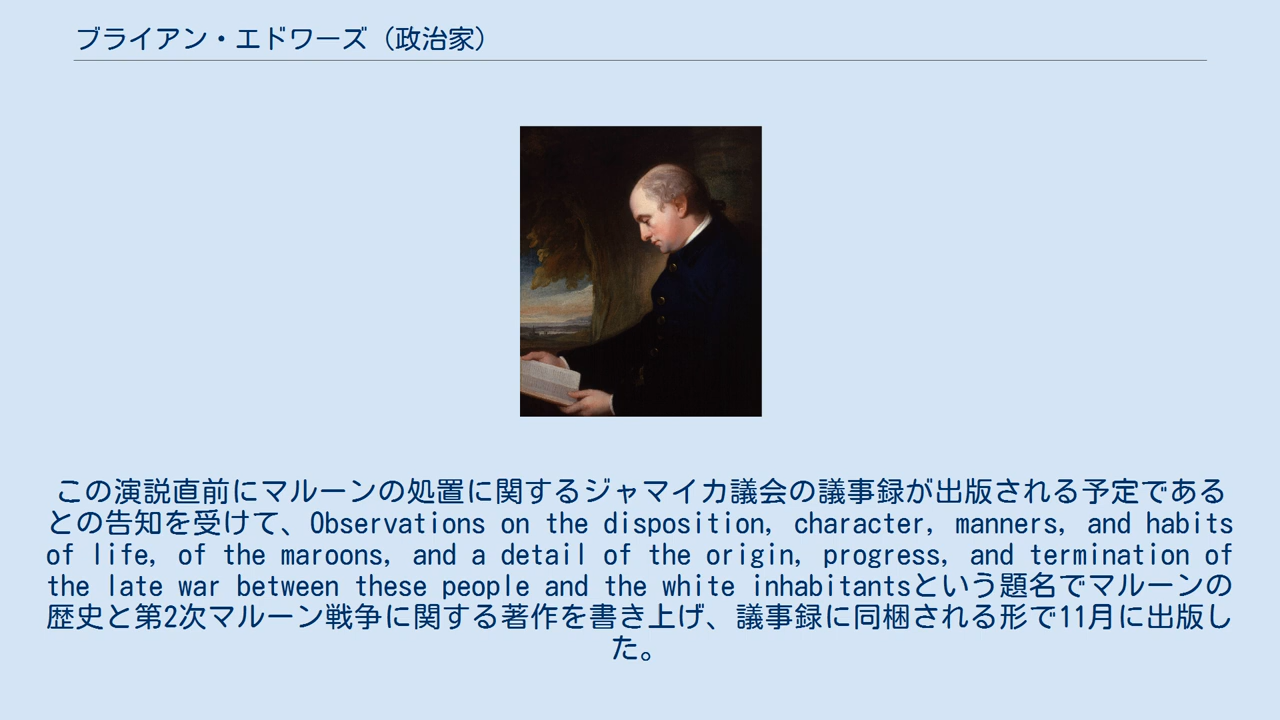 ブライアン・エドワーズ（政治家）
この演説直前にマルーンの処置に関するジャマイカ議会の議事録が出版される予定である
との告知を受けて、Observations on the disposition, character, manners, and habits
of life, of the maroons, and a detail of the origin, progress, and termination of
the late war between these people and the white inhabitantsという題名でマルーンの
歴史と第2次マルーン戦争に関する著作を書き上げ、議事録に同梱される形で11月に出版し
た。